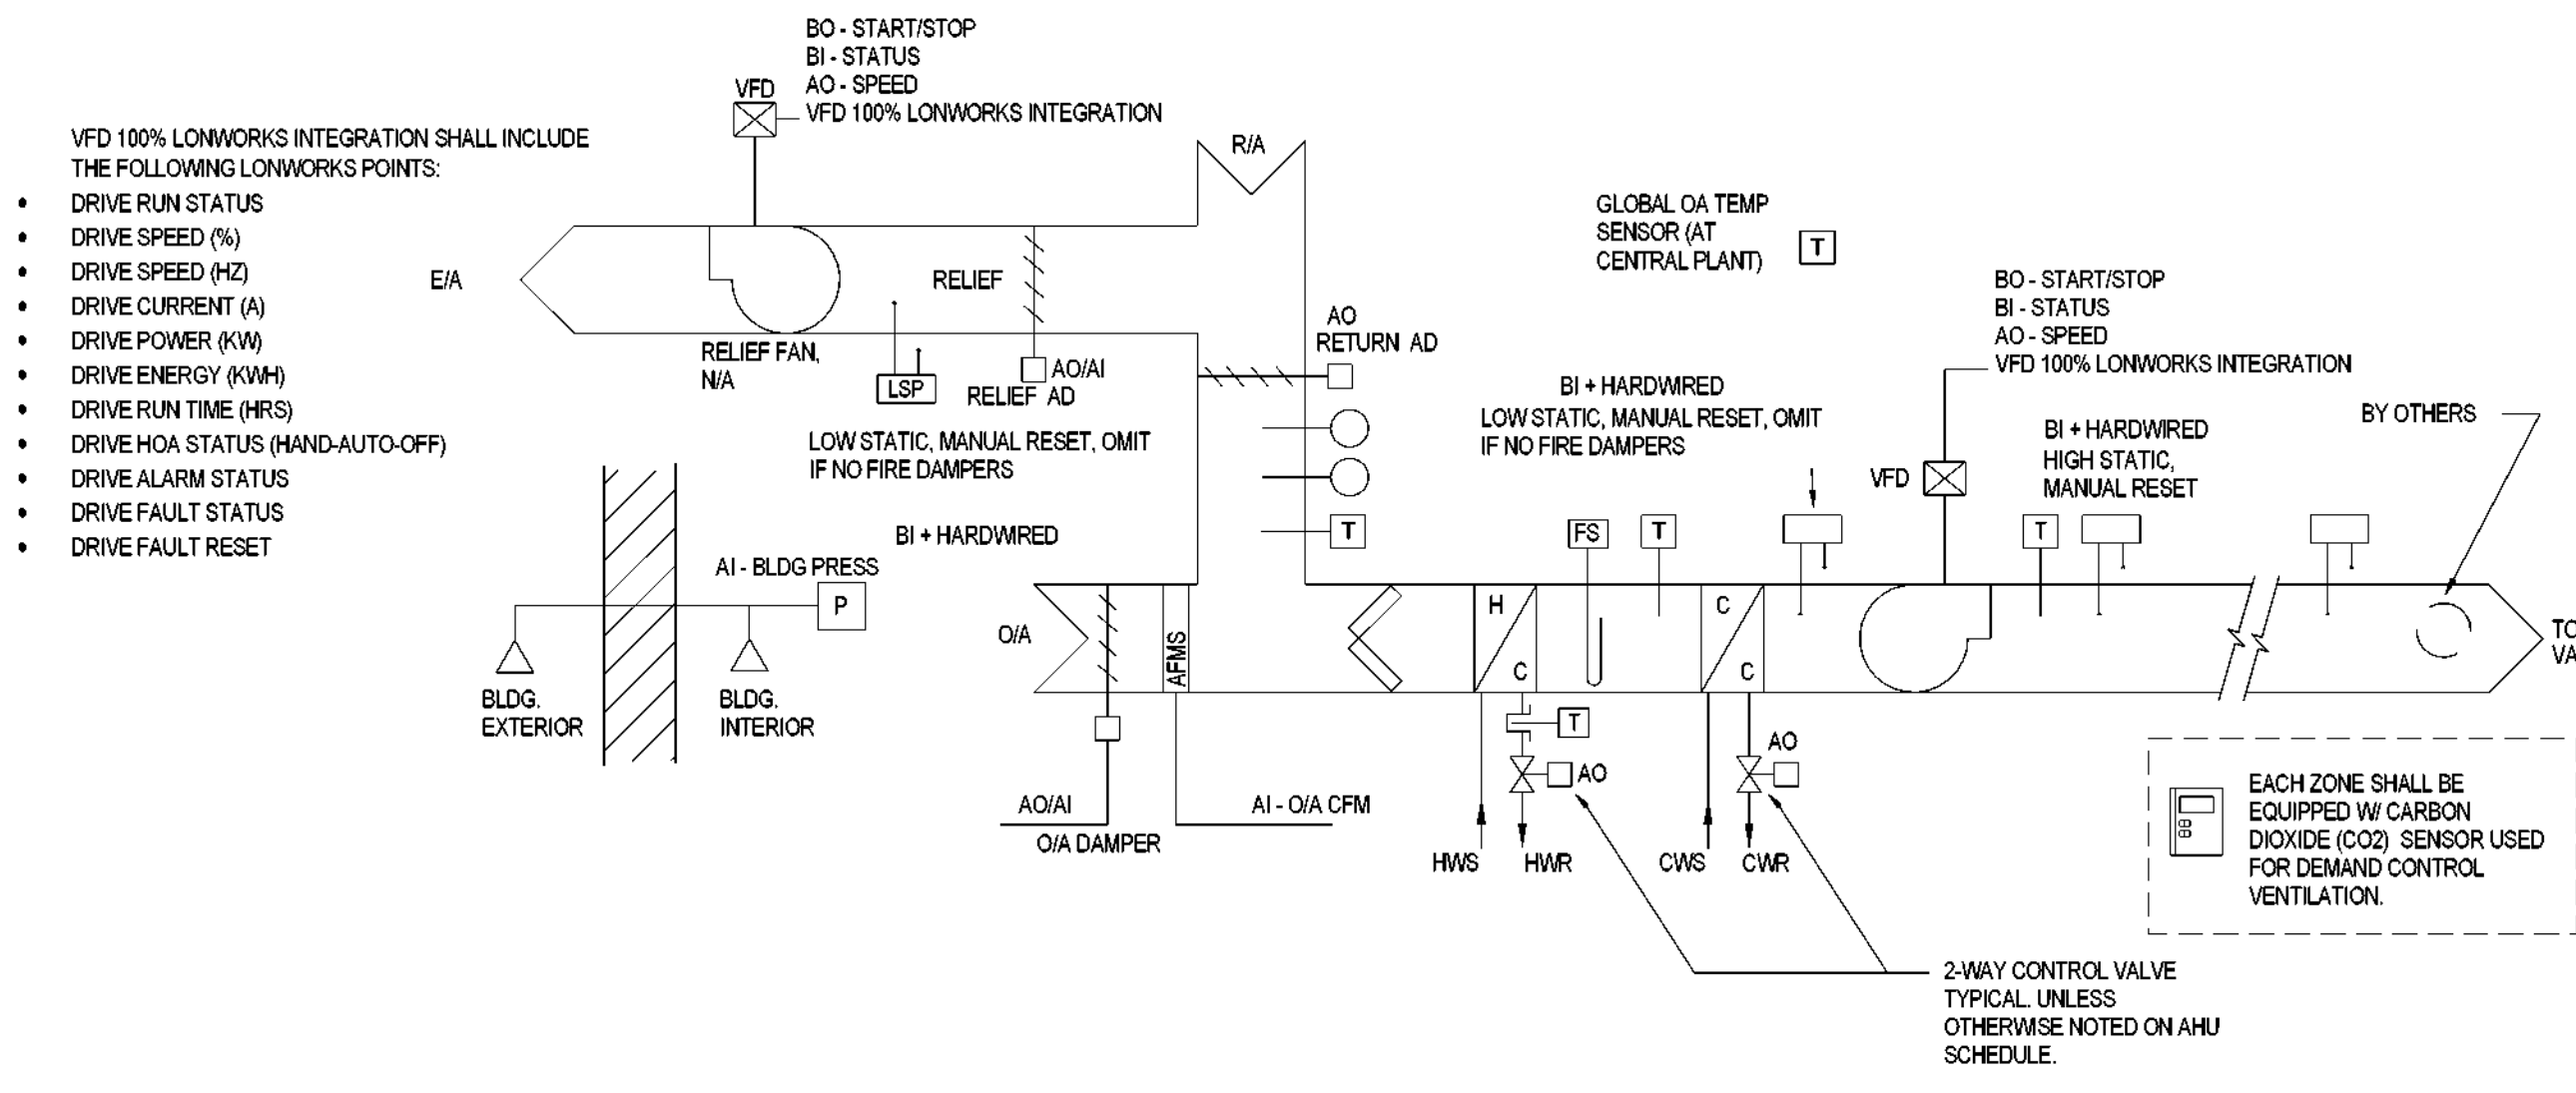 BO - START/STOP
BI - STATUS
AO - SPEED
VFD 100% LONWORKS INTEGRATION
VFD
VFD 100% LONWORKS INTEGRATION SHALL INCLUDE
THE FOLLOWING LONWORKS POINTS:
• DRIVE RUN STATUS
• DRIVE SPEED (%)
• DRIVE SPEED (HZ)
• DRIVE CURRENT (A)
• DRIVE POWER (KW)
• DRIVE ENERGY (KWH)
• DRIVE RUN TIME (HRS)
• DRIVE HOA STATUS (HAND-AUTO-OFF)
• DRIVE ALARM STATUS
• DRIVE FAULT STATUS
• DRIVE FAULT RESET
E/A
RELIEF
RELIEF FAN,
N/A
LSP
AO/AI
RELIEF AD
LOW STATIC, MANUAL RESET, OMIT
IF NO FIRE DAMPERS
BI + HARDWIRED
R/A
AO
RETURN AD
T
GLOBAL OA TEMP
SENSOR (AT
CENTRAL PLANT)
T
BI + HARDWIRED
LOW STATIC, MANUAL RESET, OMIT
IF NO FIRE DAMPERS
BO - START/STOP
BI - STATUS
AO - SPEED
VFD 100% LONWORKS INTEGRATION
VFD
BI + HARDWIRED
HIGH STATIC,
MANUAL RESET
BY OTHERS
FS
T
T
AI - BLDG PRESS
P
BLDG.
EXTERIOR
BLDG.
INTERIOR
O/A
AFMS
H
C
C
C
TO
VA
T
AO
AO
AO/AI
O/A DAMPER
AI - O/A CFM
HWS
HWR
CWS
CWR
EACH ZONE SHALL BE
EQUIPPED W/ CARBON
DIOXIDE (CO2) SENSOR USED
FOR DEMAND CONTROL
VENTILATION.
2-WAY CONTROL VALVE
TYPICAL. UNLESS
OTHERWISE NOTED ON AHU
SCHEDULE.